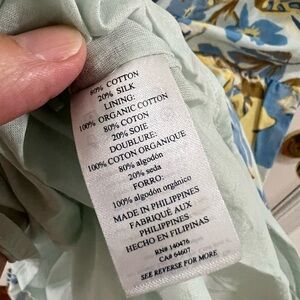 80% COTTON
20% SILK
LINING:
100% ORGANIC COTTON
80% COTON
20% SOIE
DOUBLURE:
100% COTON ORGANIQUE
80% algodón
20% seda
FORRO:
100% algodón orgánico
MADE IN PHILIPPINES
FABRIQUÉ AUX
PHILIPPINES
HECHO EN FILIPINAS
RN# 140476
CA# 64607
SEE REVERSE FOR MORE